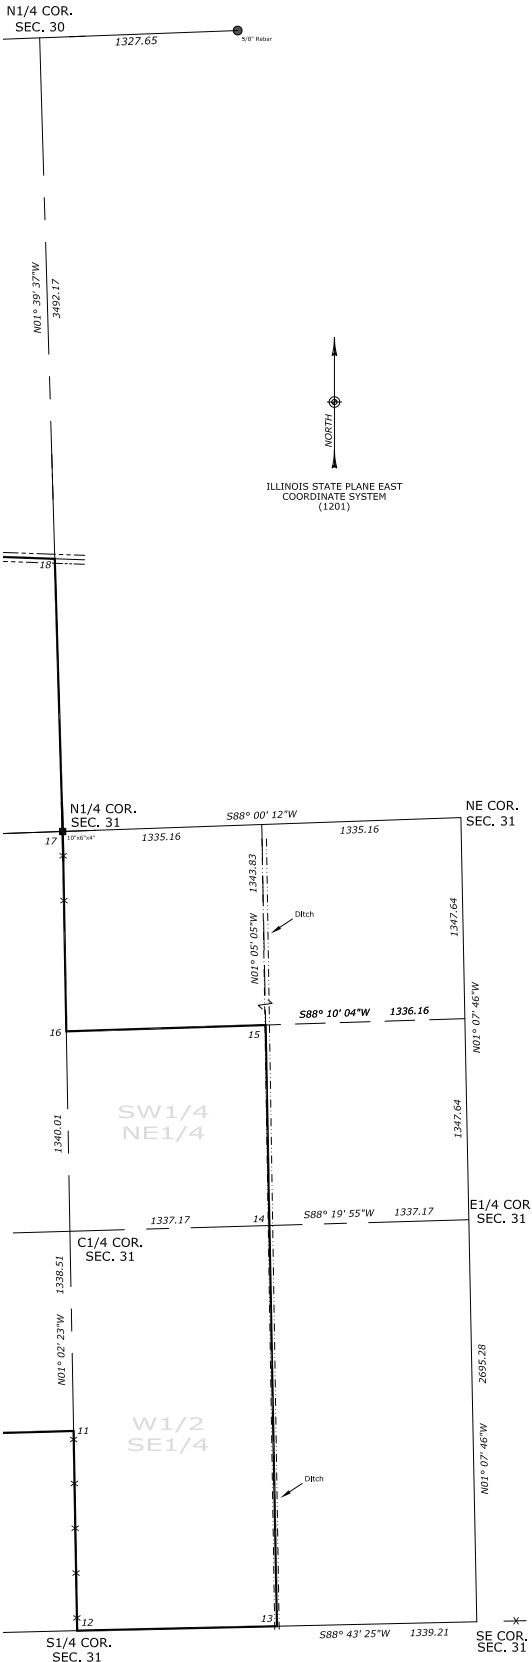 N1/4 COR.
SEC. 30
1327.65
5/8" Rebar
N01° 39' 37"W
3492.17
NORTH
ILLINOIS STATE PLANE EAST
COORDINATE SYSTEM
(1201)
18
N1/4 COR.
SEC. 31
17
10"x6"x4"
S88° 00' 12"W
1335.16
1335.16
NE COR.
SEC. 31
1343.83
N01° 05' 05"W
Ditch
1347.64
N01° 07' 46"W
S88° 10' 04"W
1336.16
16
15
SW1/4
NE1/4
1340.01
1347.64
1337.17
14
S88° 19' 55"W
1337.17
E1/4 COR
SEC. 31
C1/4 COR.
SEC. 31
1338.51
N01° 02' 23"W
2695.28
N01° 07' 46"W
11
W1/2
SE1/4
Ditch
12
13
S1/4 COR.
SEC. 31
S88° 43' 25"W
1339.21
SE COR.
SEC. 31